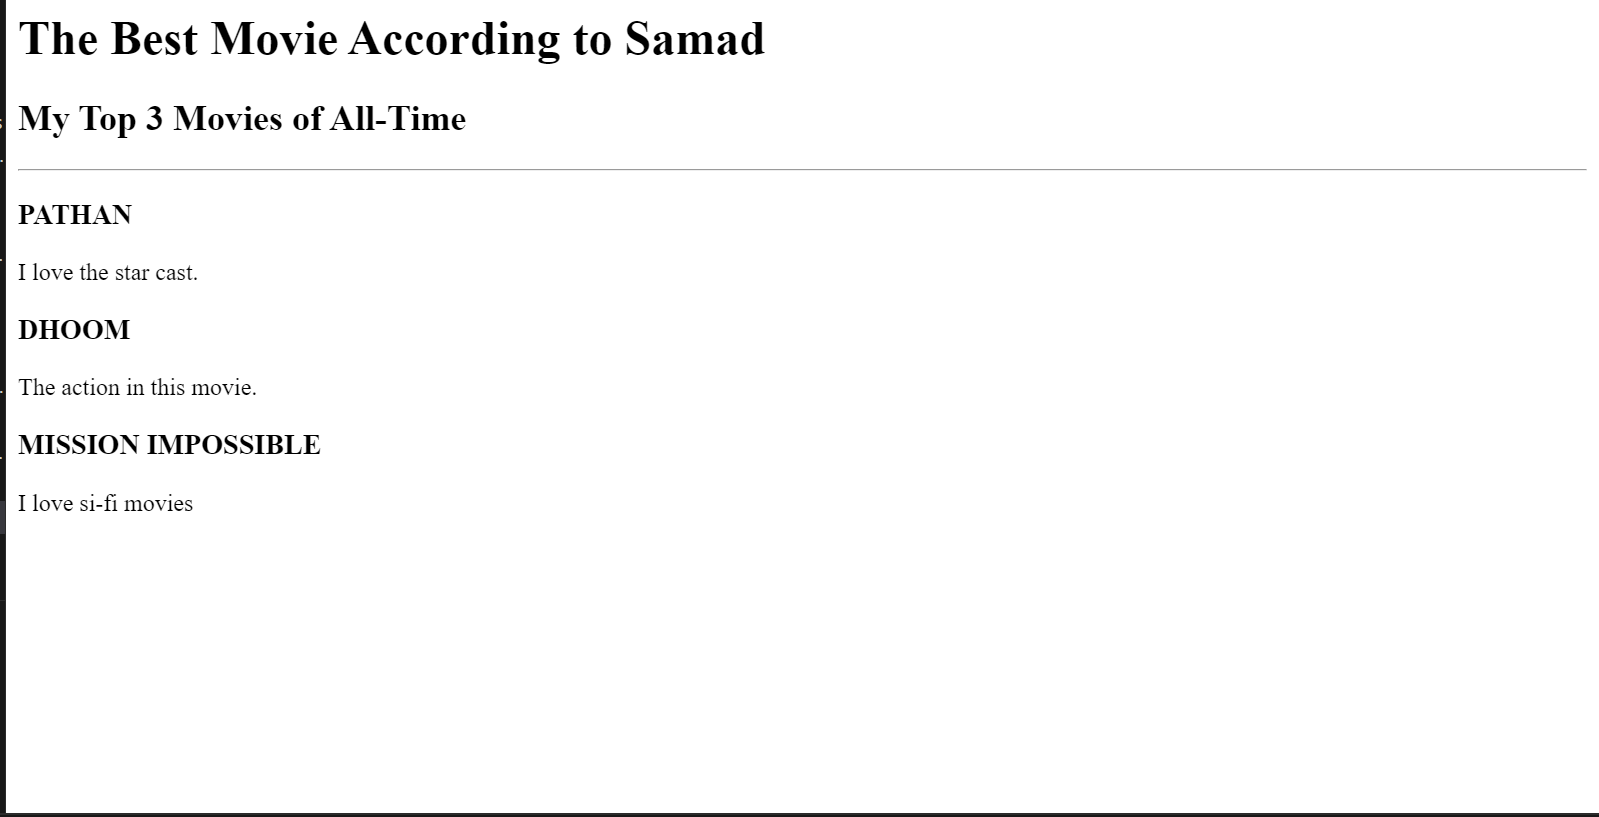 The Best Movie According to Samad
My Top 3 Movies of All-Time
PATHAN
I love the star cast.
DHOOM
The action in this movie.
MISSION IMPOSSIBLE
I love si-fi movies